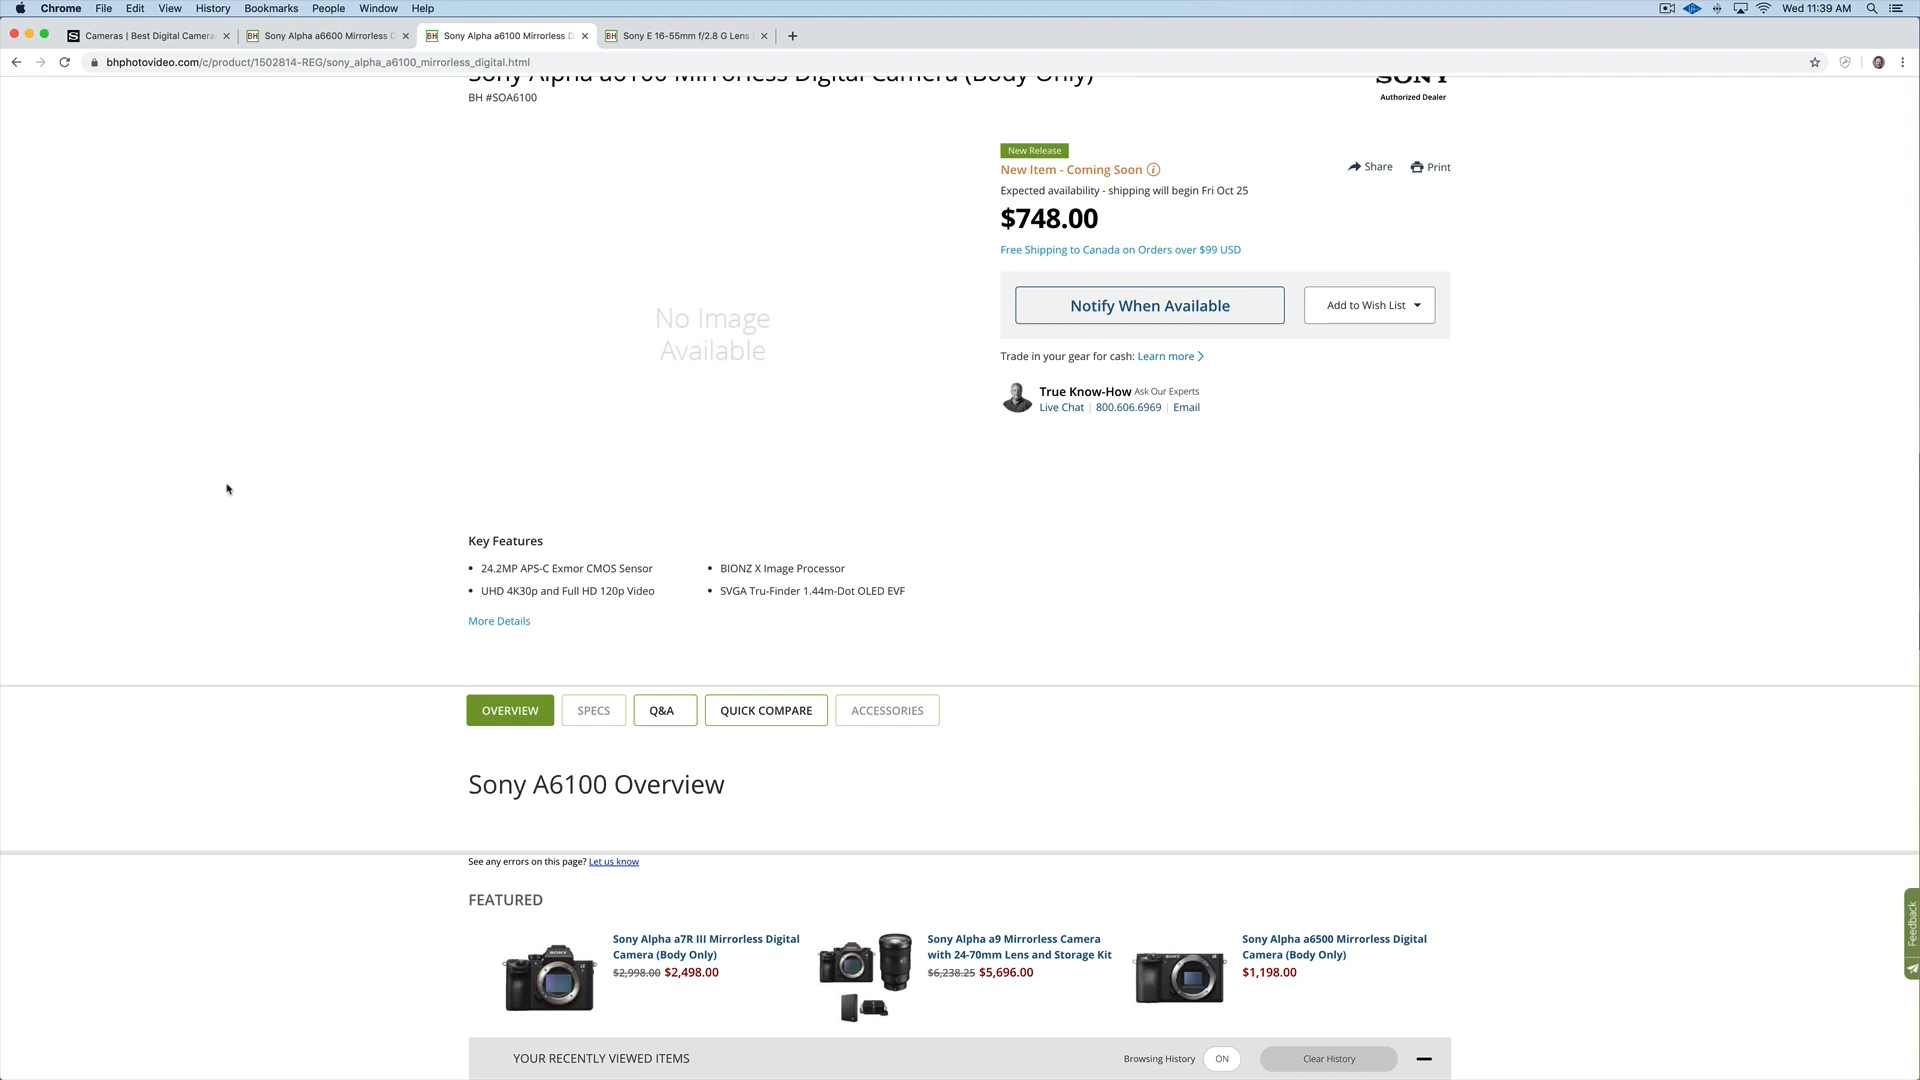 Chrome File Edit View History Bookmarks People Window Help Wed 11:39 AM
Cameras | Best Digital Camera Sony Alpha a6600 Mirrorless D Sony Alpha a6100 Mirrorless D Sony E 16-55mm f/2.8 G Lens
bhphotovideo.com/c/product/1502814-REG/sony_alpha_a6100_mirrorless_digital.html
Sony Alpha a6100 Mirrorless Digital Camera (Body Only)
SONY
BH #SOA6100
Authorized Dealer
New Release
New Item - Coming Soon
Share Print
Expected availability - shipping will begin Fri Oct 25
$748.00
Free Shipping to Canada on Orders over $99 USD
Notify When Available
Add to Wish List
No Image
Available
Trade in your gear for cash: Learn more
True Know-How Ask Our Experts
Live Chat | 800.606.6969 | Email
Key Features
• 24.2MP APS-C Exmor CMOS Sensor
• BIONZ X Image Processor
• UHD 4K30p and Full HD 120p Video
• SVGA Tru-Finder 1.44m-Dot OLED EVF
More Details
OVERVIEW SPECS Q&A QUICK COMPARE ACCESSORIES
Sony A6100 Overview
See any errors on this page? Let us know
FEATURED
Sony Alpha a7R III Mirrorless Digital
Camera (Body Only)
$2,998.00 $2,498.00
Sony Alpha a9 Mirrorless Camera
with 24-70mm Lens and Storage Kit
$6,238.25 $5,696.00
Sony Alpha a6500 Mirrorless Digital
Camera (Body Only)
$1,198.00
Feedback
YOUR RECENTLY VIEWED ITEMS
Browsing History ON Clear History